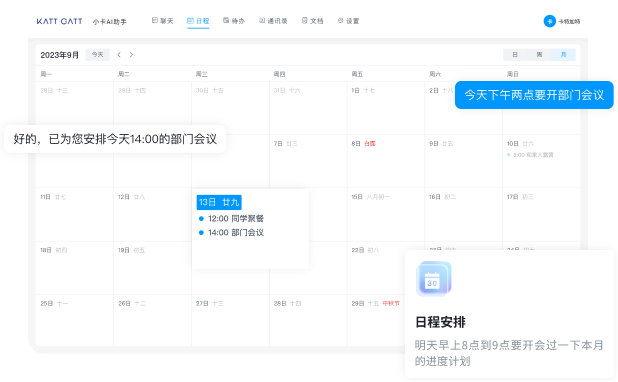 KATT GATT 小卡AI助手 聊天 日程 待办 通讯录 文档 设置 卡 卡特加特
2023年9月 今天 日 周 月
周一 周二 周三 周四 周五 周六 周日
28日 十三 29日 十四 30日 十五 31日 十六 1日 十七 2日 十八
今天下午两点要开部门会议
好的，已为您安排今天14:00的部门会议
7日 廿三 8日 白露 9日 廿五 10日 廿六
11日 廿七 12日 廿八 13日 廿九 15日 八月初一 16日 初二 17日 初三
12:00 同学聚餐
14:00 部门会议
18日 初四 19日 初五 22日 初八
25日 十一 26日 十二 27日 十三 28日 十四 29日 十五 中秋节
30
日程安排
明天早上8点到9点要开会过一下本月
的进度计划